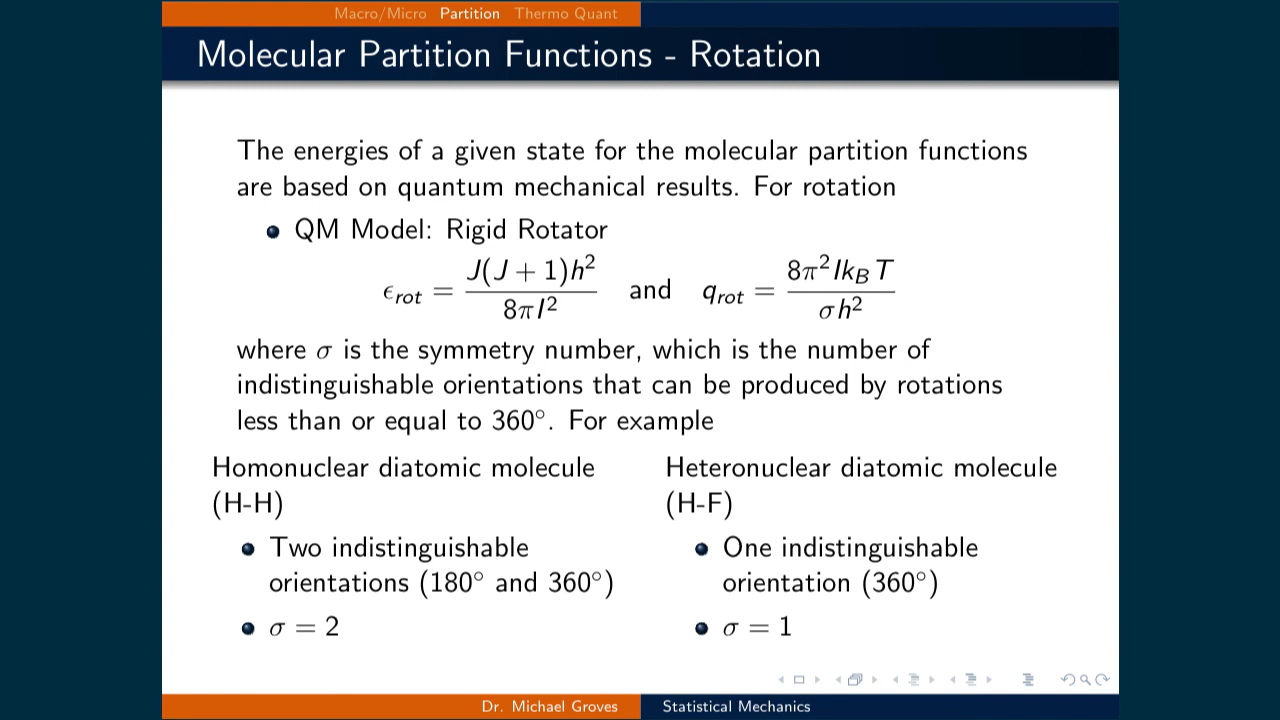 Macro/Micro Partition Thermo Quant
Molecular Partition Functions - Rotation
The energies of a given state for the molecular partition functions
are based on quantum mechanical results. For rotation
QM Model: Rigid Rotator
ϵ_rot = J(J + 1)h² / 8πI² and q_rot = 8π²Ik_BT / σh²
where σ is the symmetry number, which is the number of
indistinguishable orientations that can be produced by rotations
less than or equal to 360°. For example
Homonuclear diatomic molecule
(H-H)
Two indistinguishable
orientations (180° and 360°)
σ = 2
Heteronuclear diatomic molecule
(H-F)
One indistinguishable
orientation (360°)
σ = 1
Dr. Michael Groves Statistical Mechanics